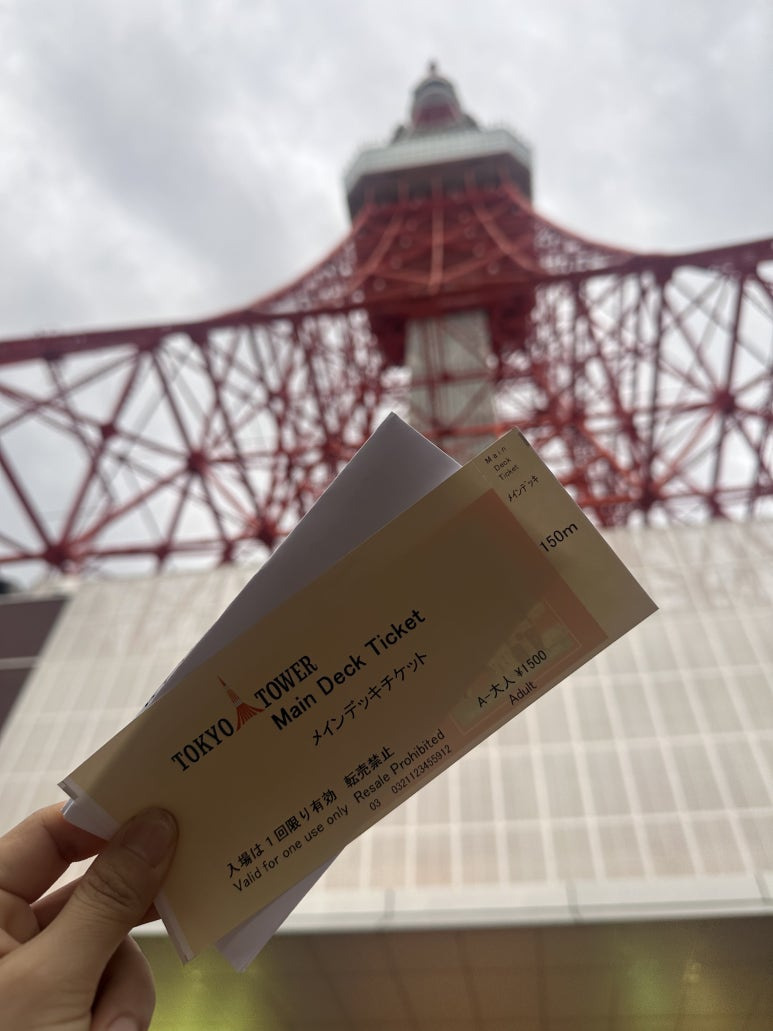 TOKYO TOWER
Main Deck Ticket
メインデッキチケット
入場は1回限り有効 転売禁止
Valid for one use only Resale Prohibited
03 0321123455912
A-大人 ¥1500
Adult
Main
Deck
Ticket
メインデッキ
150m